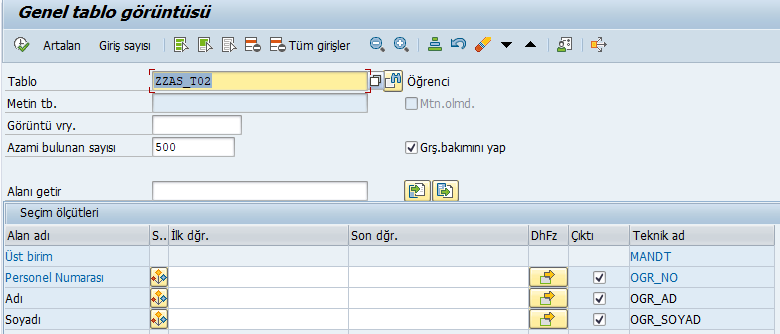 Genel tablo görüntüsü
Artalan Giriş sayısı Tüm girişler
Tablo ZZAS_T02 Öğrenci
Metin tb. Mtn.olmd.
Görüntü vry.
Azami bulunan sayısı 500 Grş.bakımını yap
Alanı getir
Seçim ölçütleri
Alan adı S.. İlk dğr. Son dğr. DhFz Çıktı Teknik ad
Üst birim MANDT
Personel Numarası OGR_NO
Adı OGR_AD
Soyadı OGR_SOYAD